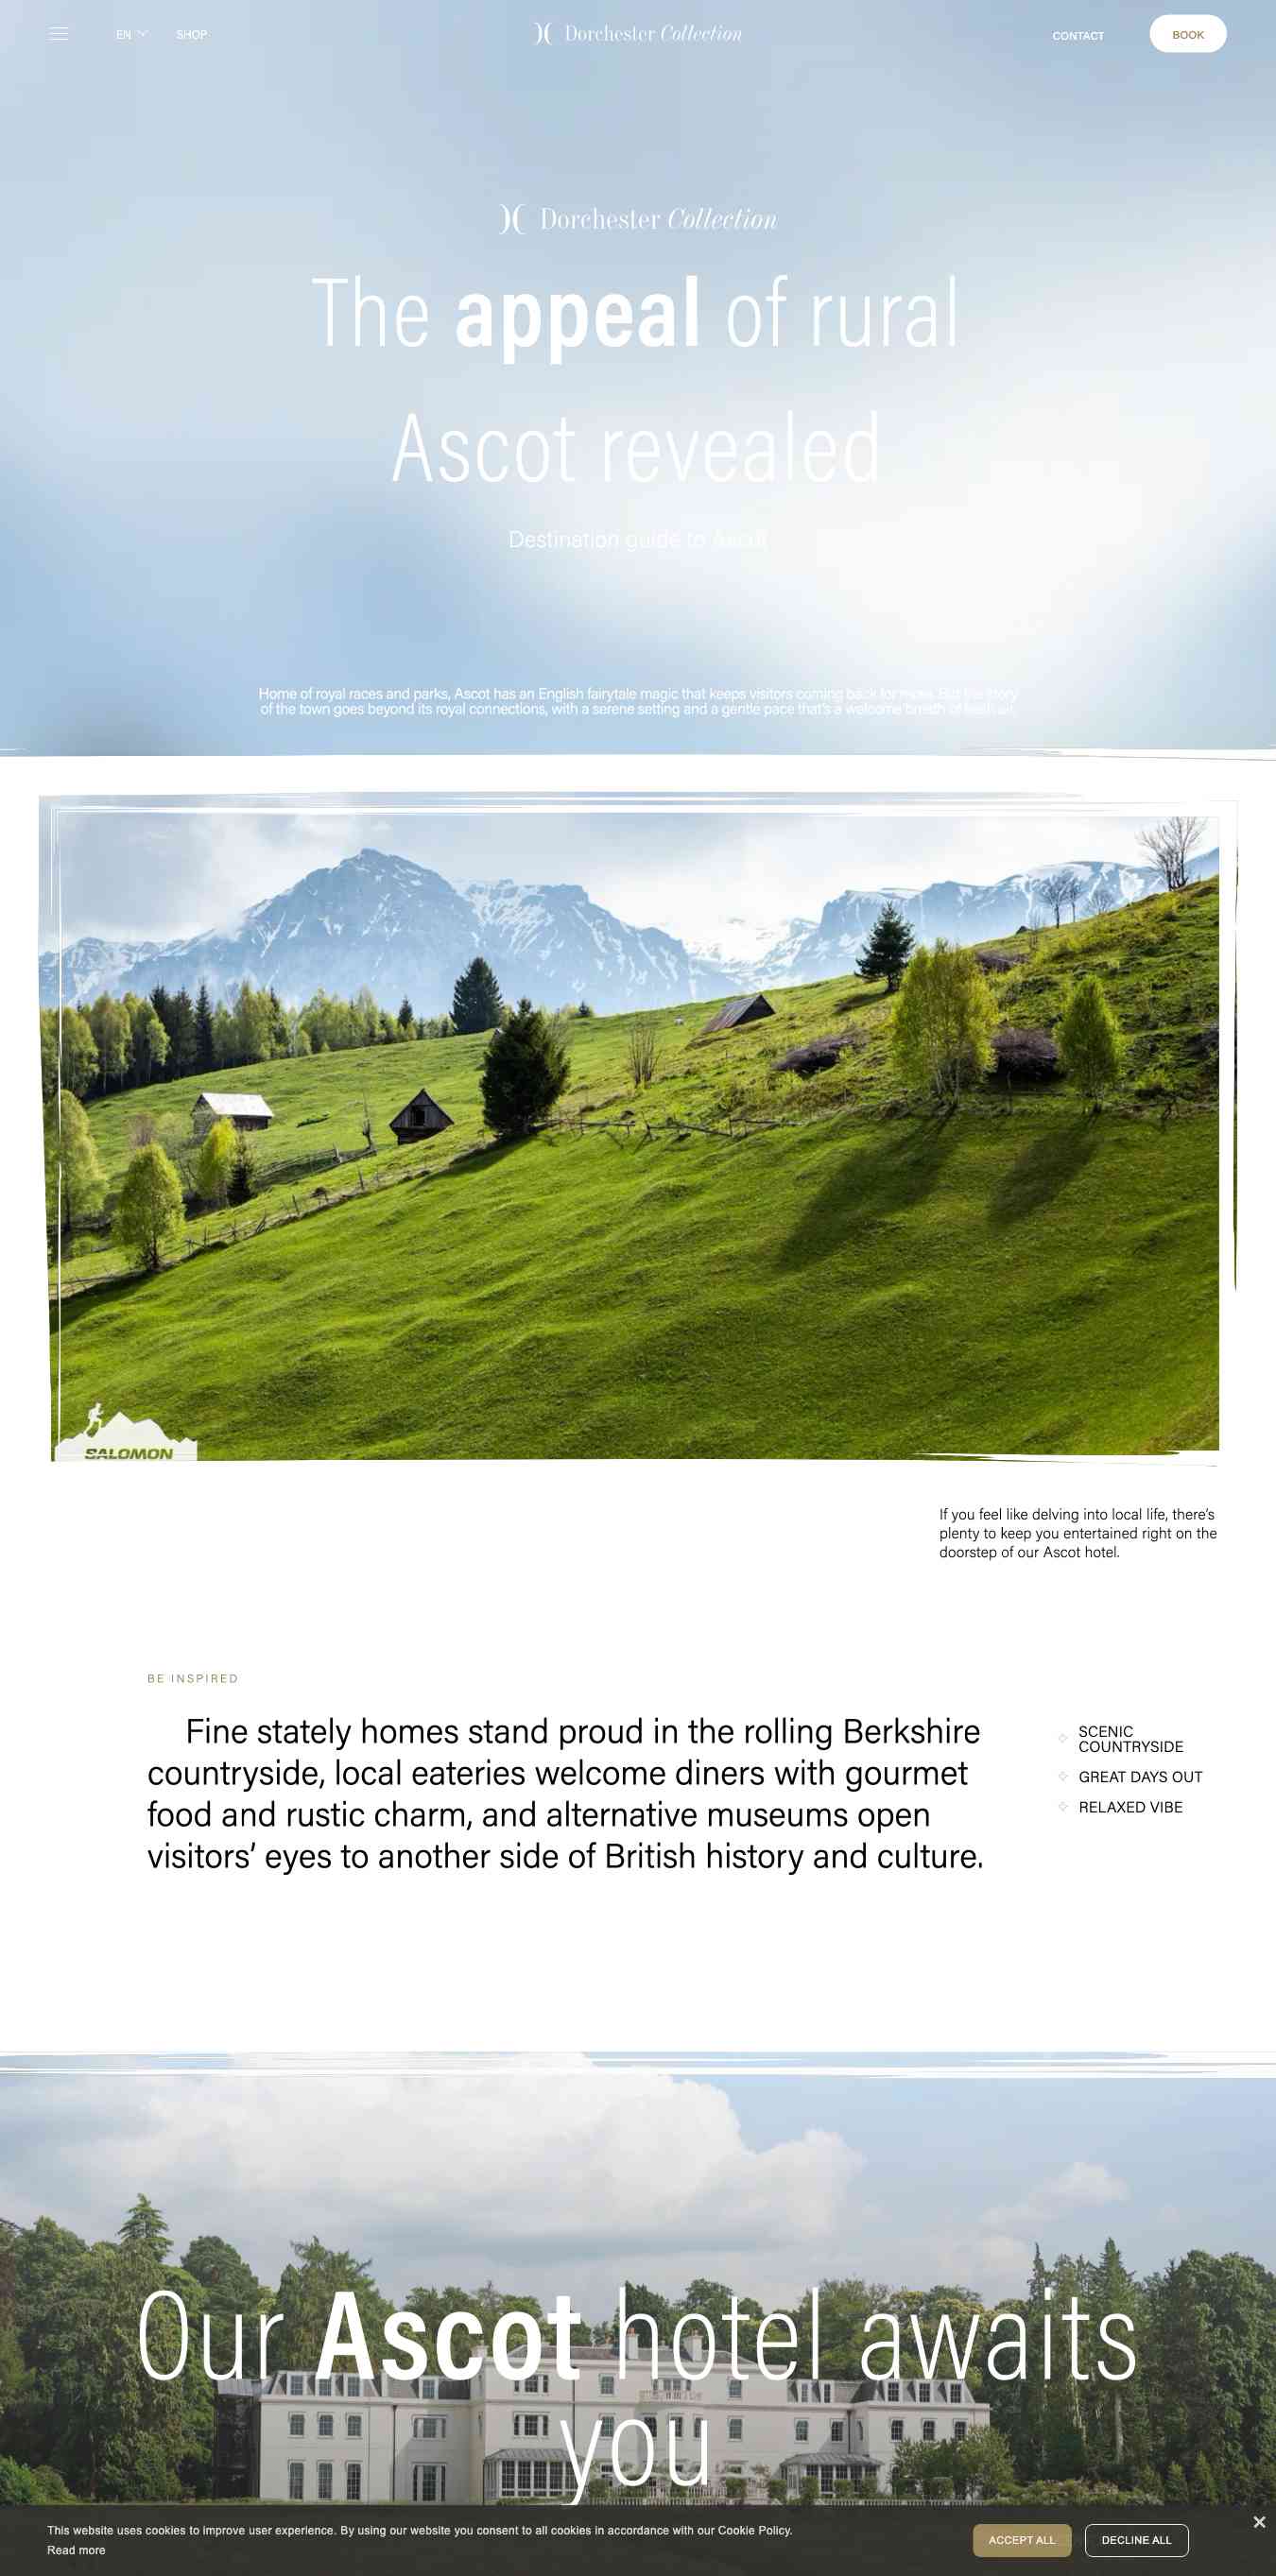 EN
SHOP
Dorchester Collection
CONTACT
BOOK
Dorchester Collection
The appeal of rural
Ascot revealed
Destination guide to Ascot
Home of royal races and parks, Ascot has an English fairytale magic that keeps visitors coming back for more. But the story
of the town goes beyond its royal connections, with a serene setting and a gentle pace that's a welcome breath of fresh air.
SALOMON
If you feel like delving into local life, there's
plenty to keep you entertained right on the
doorstep of our Ascot hotel.
BE INSPIRED
Fine stately homes stand proud in the rolling Berkshire
countryside, local eateries welcome diners with gourmet
food and rustic charm, and alternative museums open
visitors' eyes to another side of British history and culture.
SCENIC
COUNTRYSIDE
GREAT DAYS OUT
RELAXED VIBE
Our Ascot hotel awaits
you
This website uses cookies to improve user experience. By using our website you consent to all cookies in accordance with our Cookie Policy.
Read more
ACCEPT ALL
DECLINE ALL